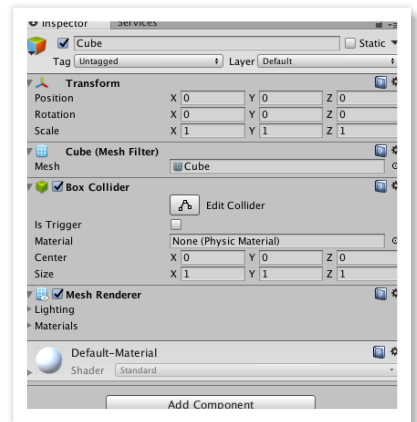 Inspector Services
Cube Static
Tag Untagged Layer Default
Transform
Position X 0 Y 0 Z 0
Rotation X 0 Y 0 Z 0
Scale X 1 Y 1 Z 1
Cube (Mesh Filter)
Mesh Cube
Box Collider
Edit Collider
Is Trigger
Material None (Physic Material)
Center X 0 Y 0 Z 0
Size X 1 Y 1 Z 1
Mesh Renderer
Lighting
Materials
Default-Material
Shader Standard
Add Component